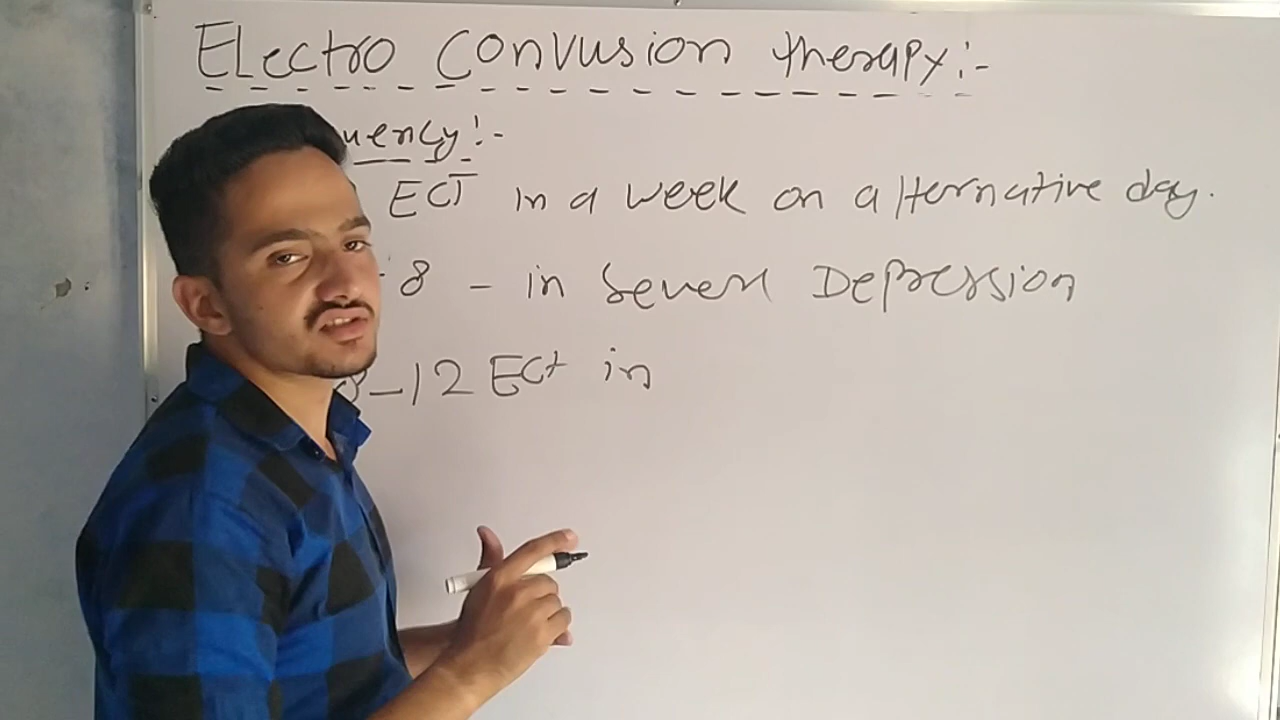 Electro Convusion therapy:-
uency:-
ECT in a week on alternative day.
8 - in Severe Depression
8-12 ECT in